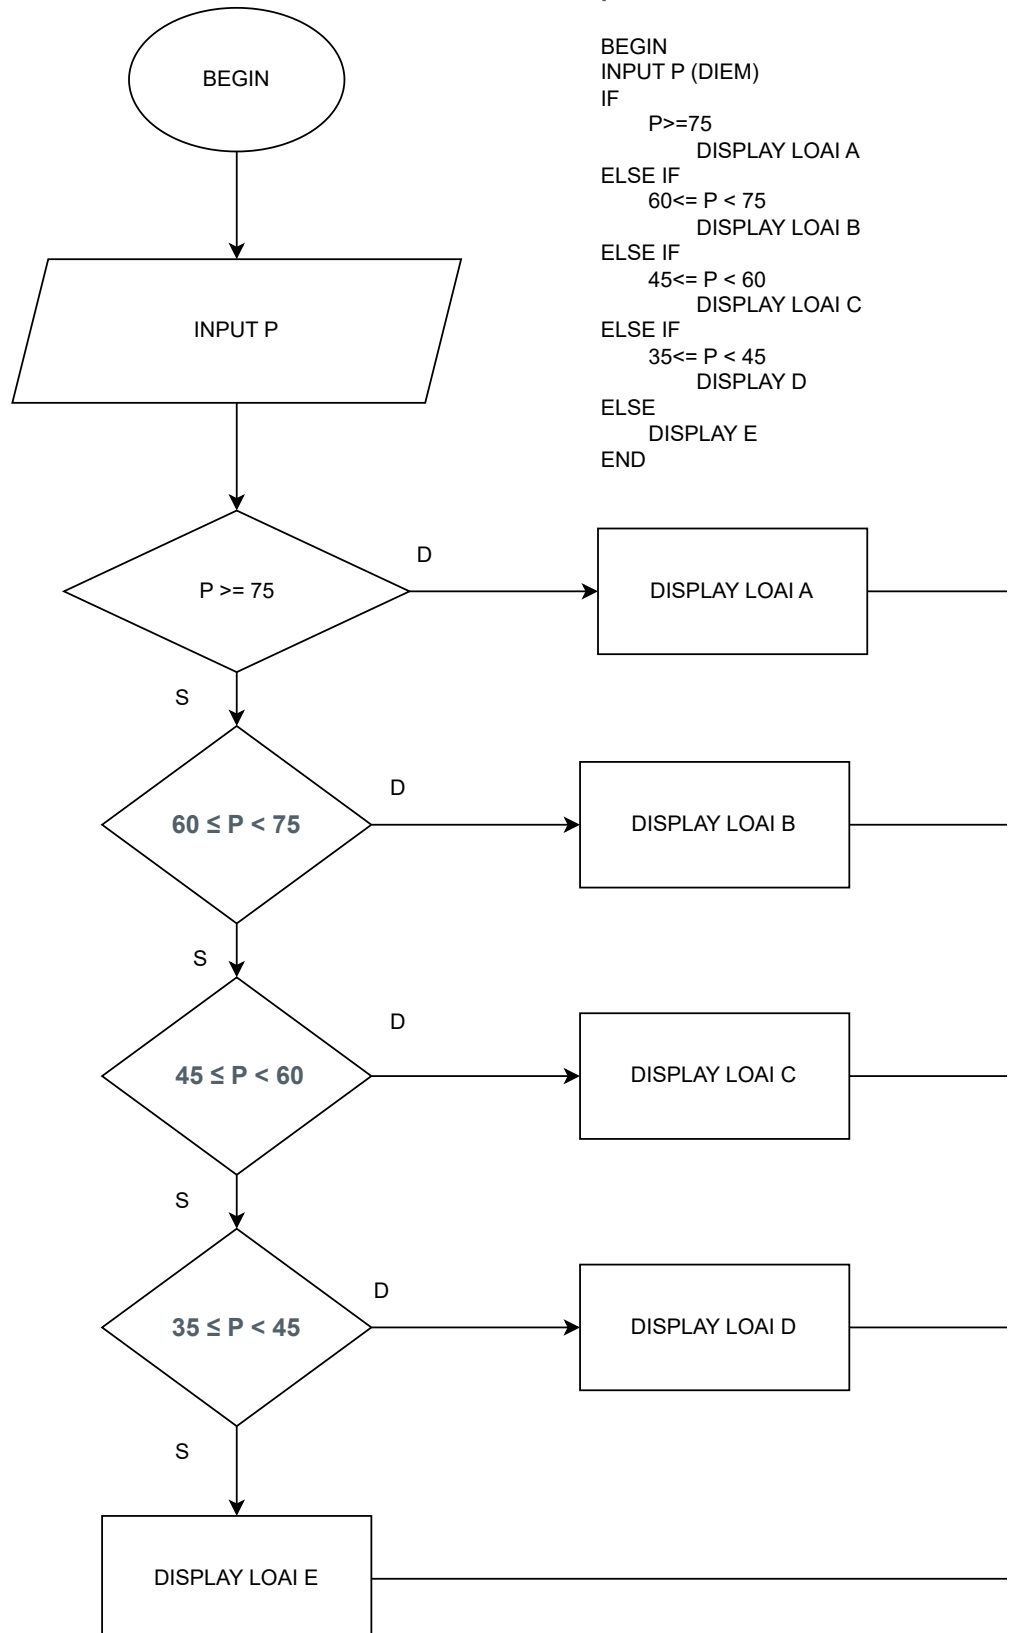 BEGIN
INPUT P (DIEM)
IF
P>=75
DISPLAY LOAI A
ELSE IF
60<= P < 75
DISPLAY LOAI B
ELSE IF
45<= P < 60
DISPLAY LOAI C
ELSE IF
35<= P < 45
DISPLAY D
ELSE
DISPLAY E
END
BEGIN
INPUT P
P >= 75
D
DISPLAY LOAI A
S
60 ≤ P < 75
D
DISPLAY LOAI B
S
45 ≤ P < 60
D
DISPLAY LOAI C
S
35 ≤ P < 45
D
DISPLAY LOAI D
S
DISPLAY LOAI E